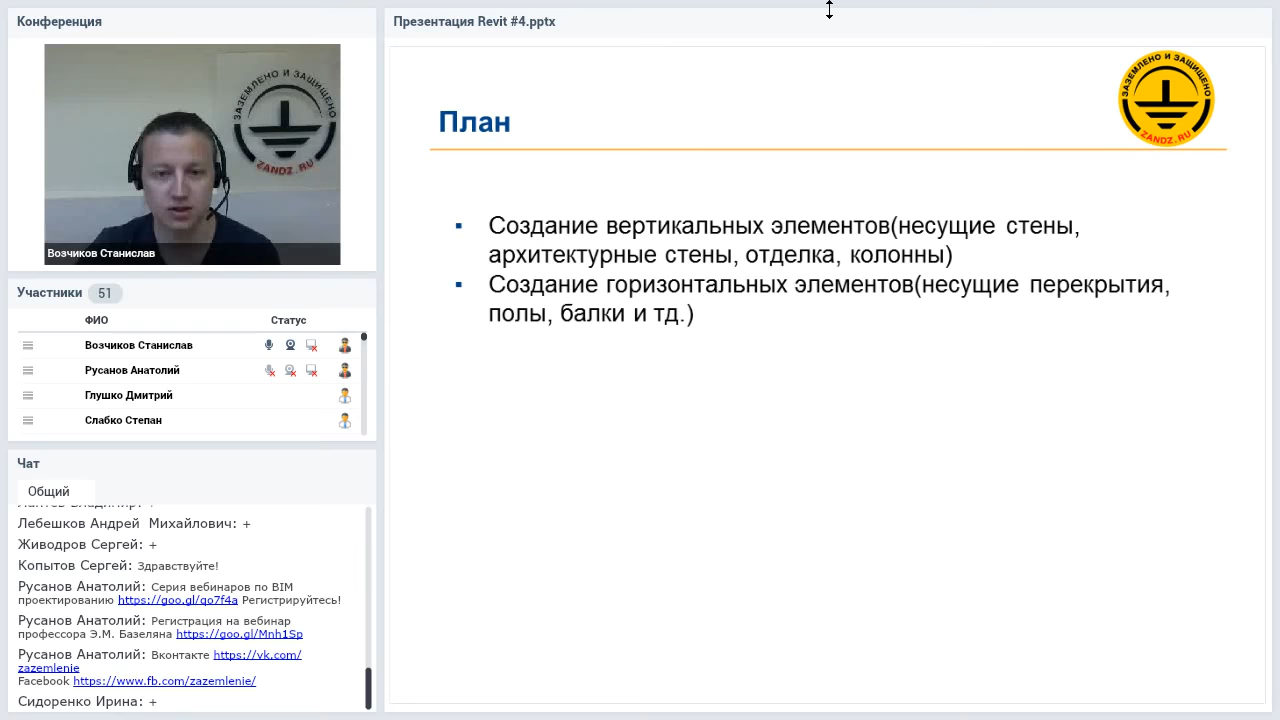 Конференция
ЗАЗЕМЛЕНО И ЗАЩИЩЕНО
ZANDZ.RU
Возчиков Станислав
Участники 51
ФИО Статус
Возчиков Станислав
Русанов Анатолий
Глушко Дмитрий
Слабко Степан
Чат
Общий
Лебешков Андрей Михайлович: +
Живодров Сергей: +
Копытов Сергей: Здравствуйте!
Русанов Анатолий: Серия вебинаров по BIM
проектированию https://goo.gl/qo7f4a Регистрируйтесь!
Русанов Анатолий: Регистрация на вебинар
профессора Э.М. Базеляна https://goo.gl/Mnh1Sp
Русанов Анатолий: Вконтакте https://vk.com/
zazemlenie
Facebook https://www.fb.com/zazemlenie/
Сидоренко Ирина: +
Презентация Revit #4.pptx
ЗАЗЕМЛЕНО И ЗАЩИЩЕНО
ZANDZ.RU
План
▪ Создание вертикальных элементов(несущие стены,
архитектурные стены, отделка, колонны)
▪ Создание горизонтальных элементов(несущие перекрытия,
полы, балки и тд.)